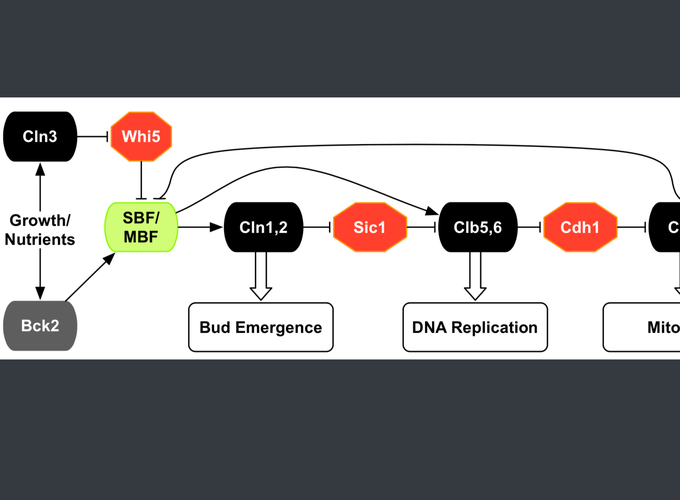 Cln3
Whi5
Growth/
Nutrients
SBF/
MBF
Cln1,2
Sic1
Clb5,6
Cdh1
C
Bck2
Bud Emergence
DNA Replication
Mito